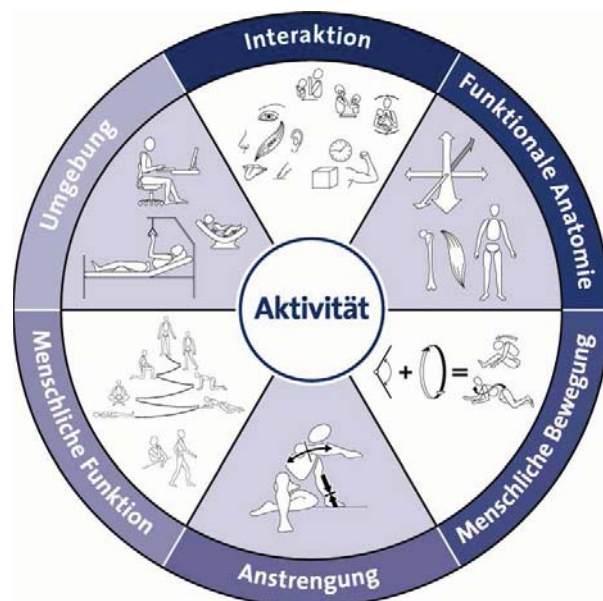 Interaktion
Funktionale Anatomie
Menschliche Bewegung
Anstrengung
Menschliche Funktion
Umgebung
Aktivität
+ =